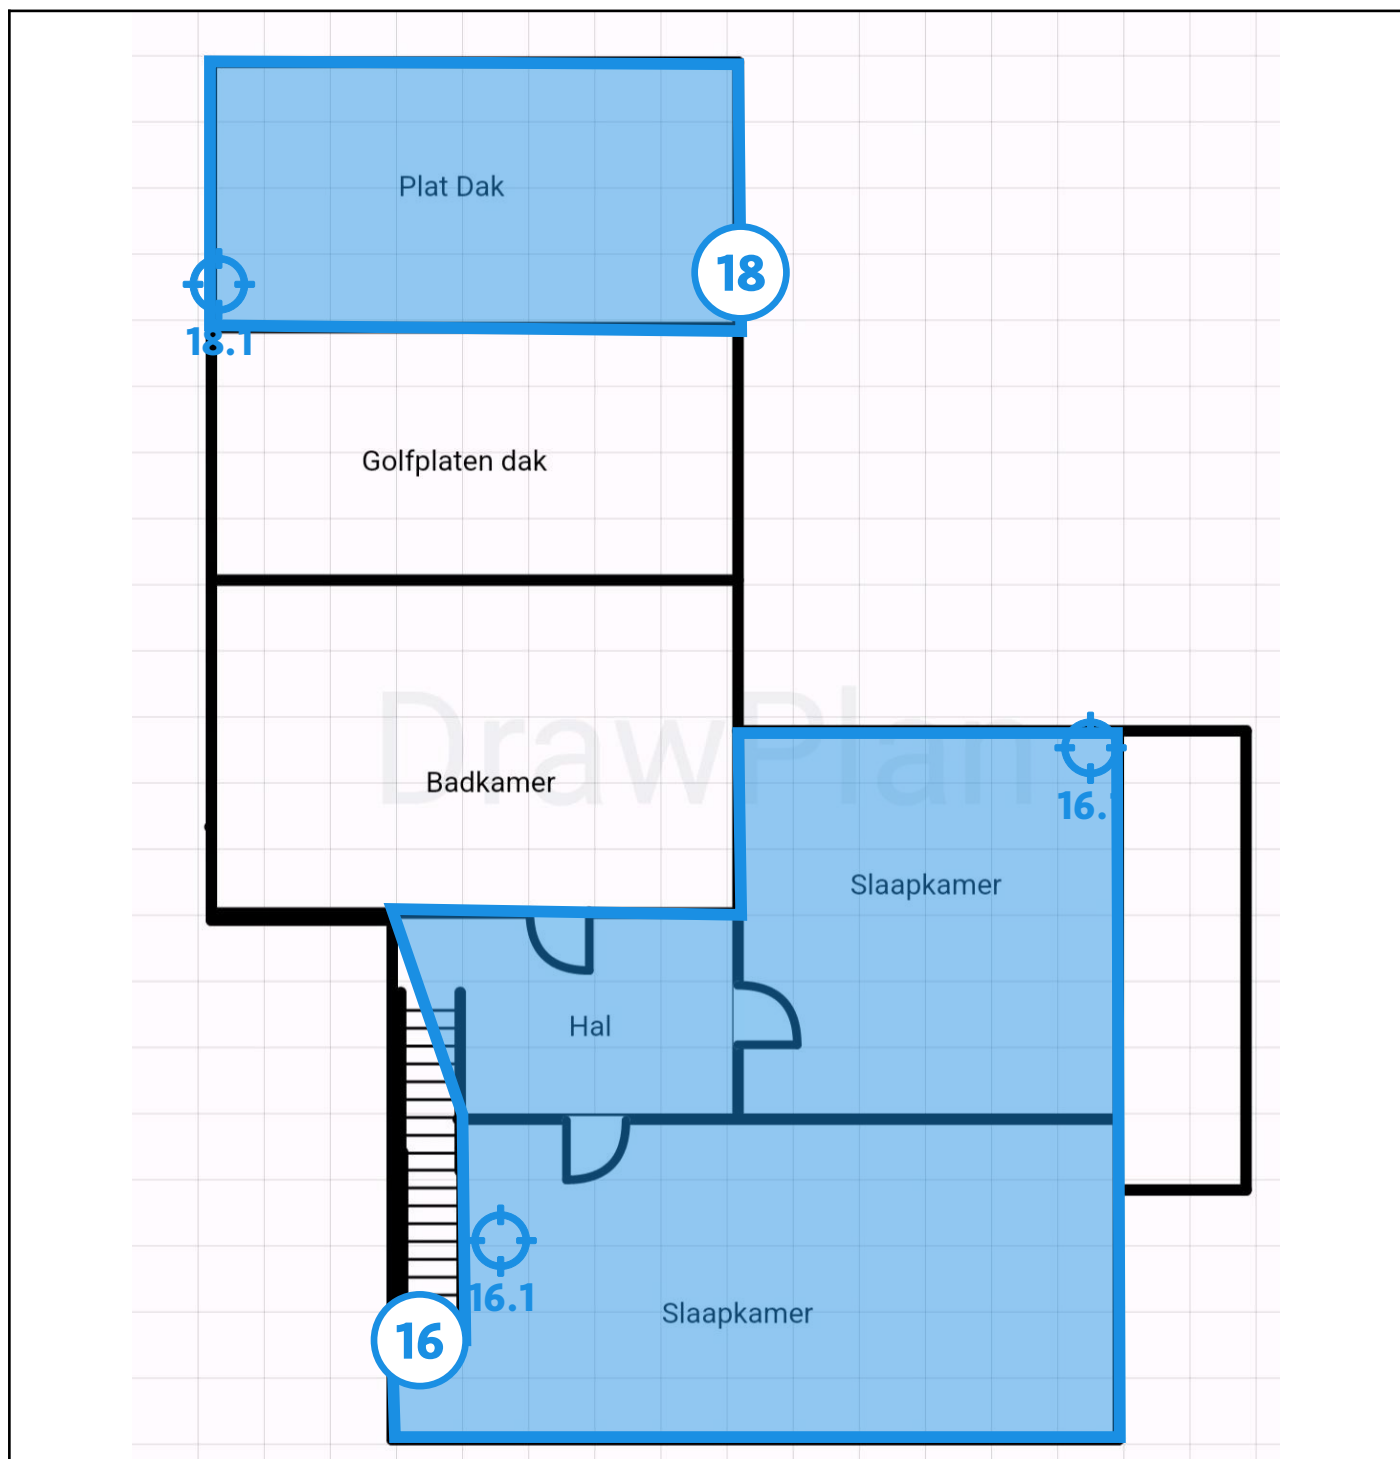 Plat Dak
18
18.1
Golfplaten dak
DrawPlan
Badkamer
16.
Slaapkamer
Hal
16.1
Slaapkamer
16